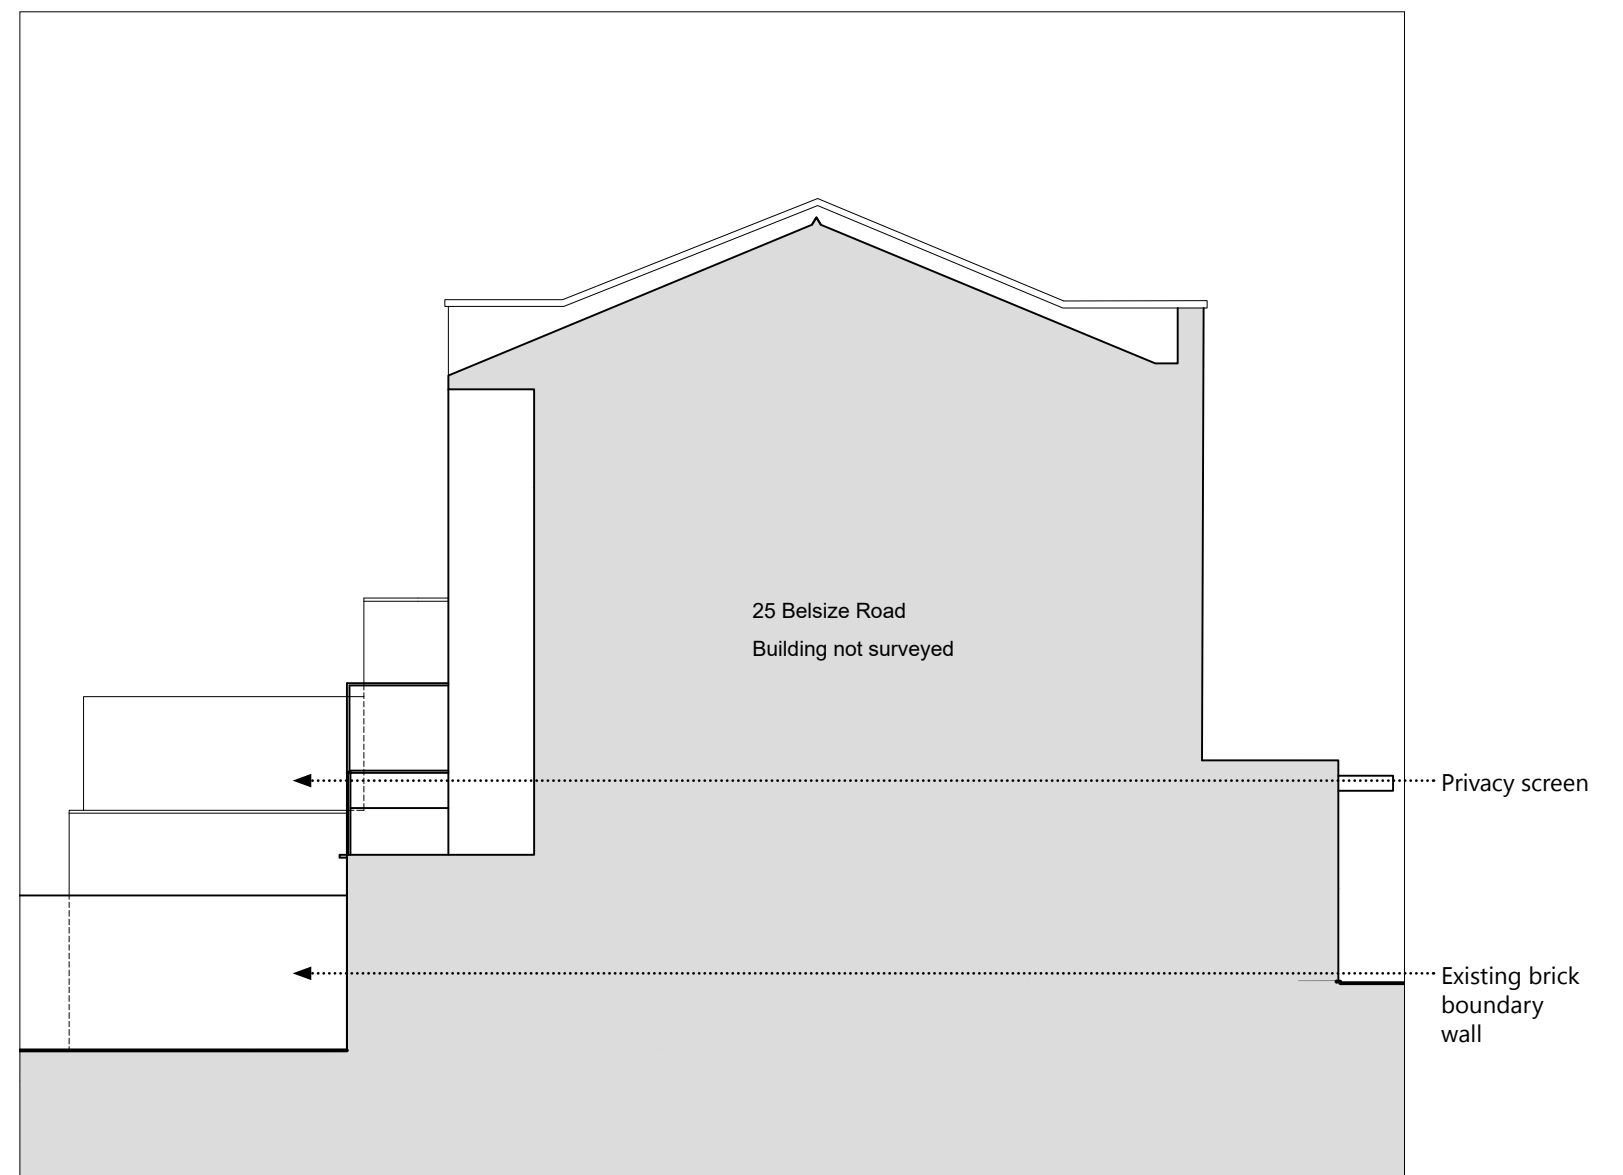 25 Belsize Road
Building not surveyed
Privacy screen
Existing brick
boundary
wall